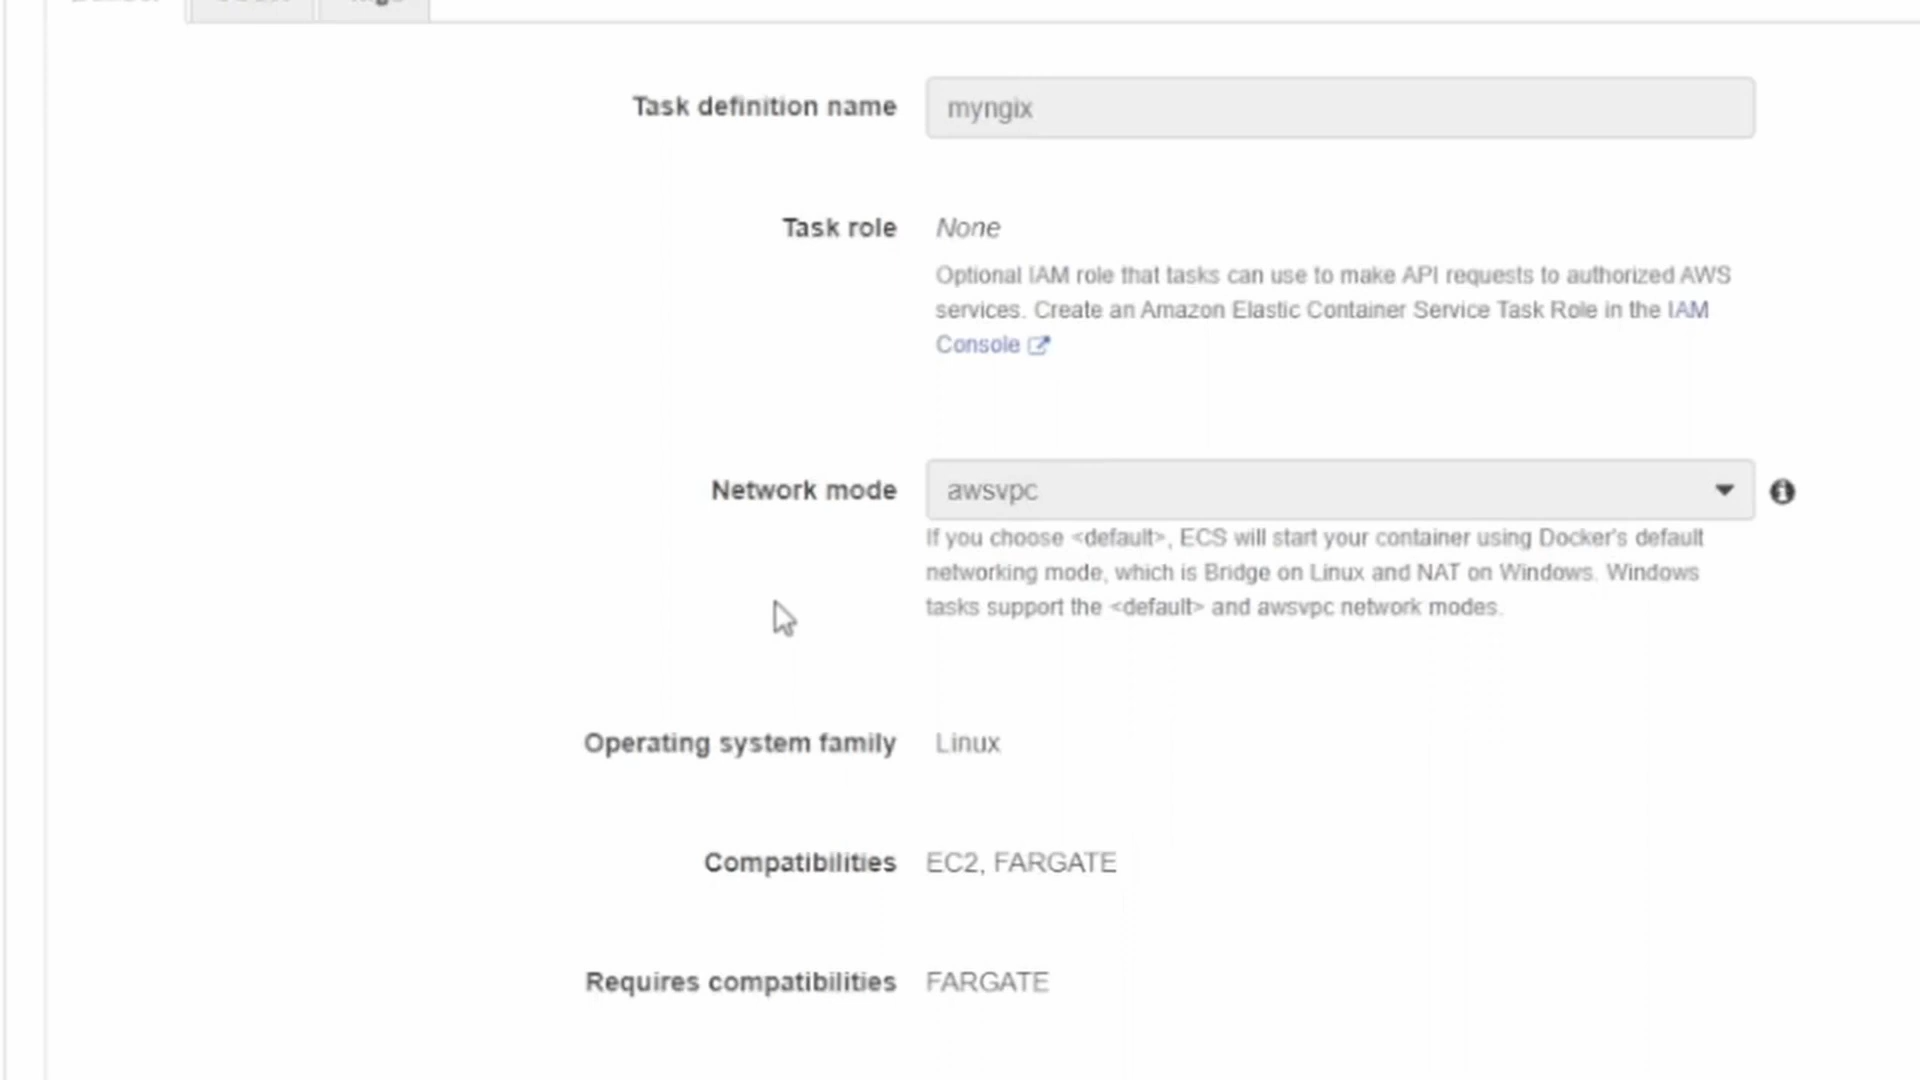 Task definition name myngix
Task role None
Optional IAM role that tasks can use to make API requests to authorized AWS
services. Create an Amazon Elastic Container Service Task Role in the IAM
Console
Network mode awsvpc
If you choose <default>, ECS will start your container using Docker's default
networking mode, which is Bridge on Linux and NAT on Windows. Windows
tasks support the <default> and awsvpc network modes.
Operating system family Linux
Compatibilities EC2, FARGATE
Requires compatibilities FARGATE